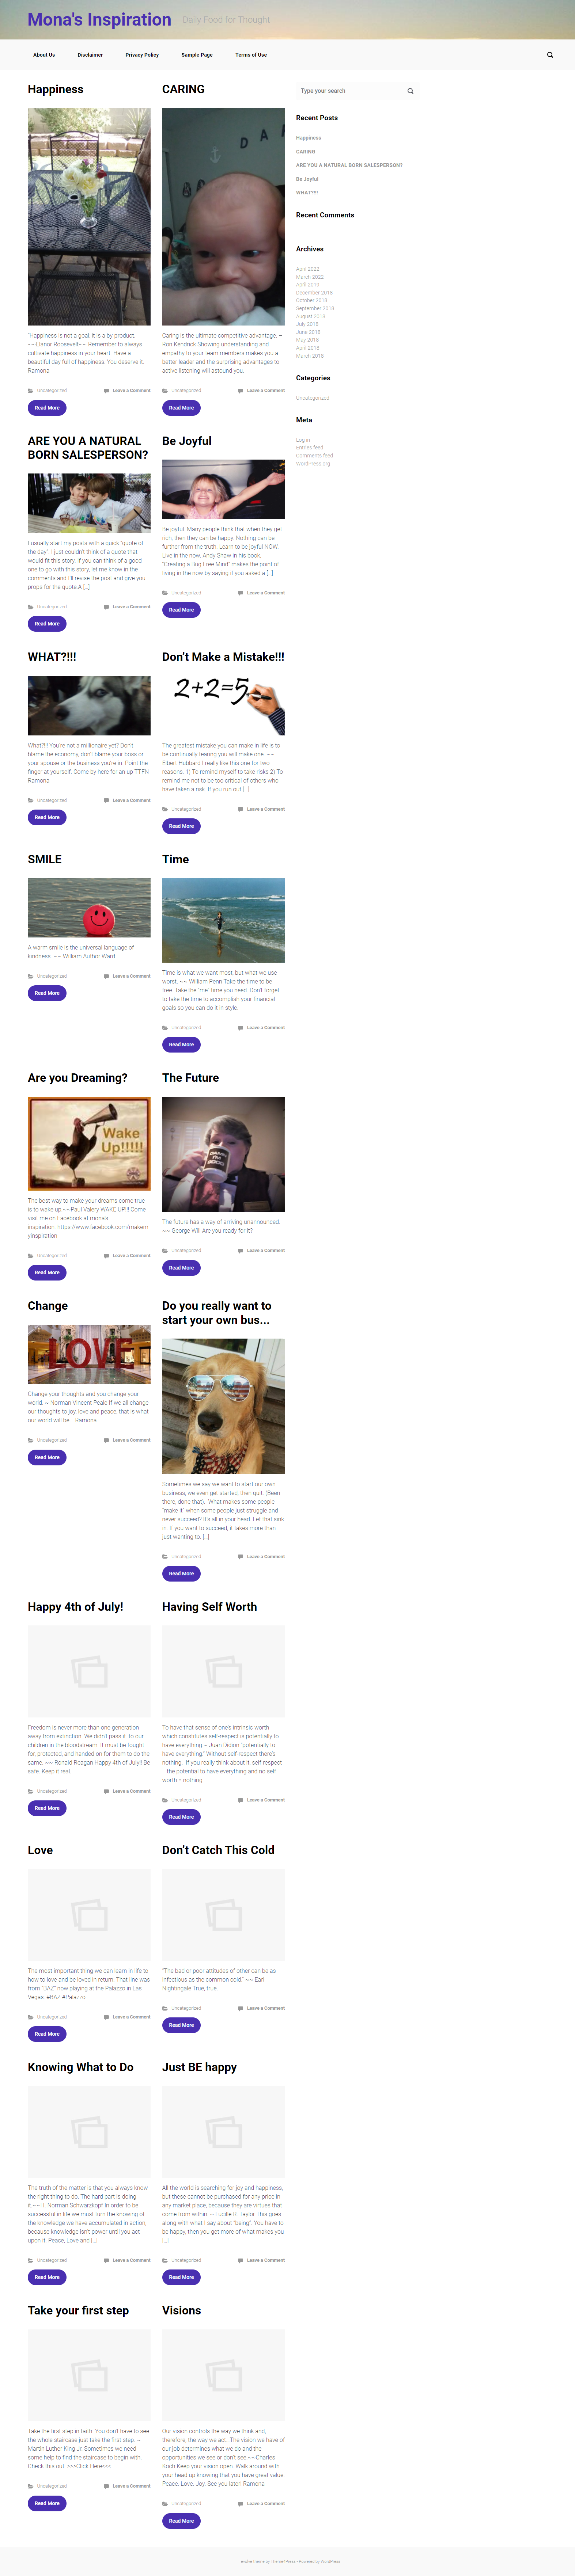 Mona's Inspiration
Daily Food for Thought
About Us
Disclaimer
Privacy Policy
Sample Page
Terms of Use
Happiness
"Happiness is not a goal, it is a by-product.
~~Elanor Roosevelt~~ Remember to always
cultivate happiness in your heart. Have a
beautiful day full of happiness. You deserve it.
Ramona
Uncategorized
Leave a Comment
Read More
CARING
Caring is the ultimate competitive advantage. ~
Ron Kendrick Showing understanding and
empathy to your team members makes you a
better leader and the surprising advantages to
active listening will astound you.
Uncategorized
Leave a Comment
Read More
ARE YOU A NATURAL
BORN SALESPERSON?
I usually start my posts with a quick "quote of
the day". I just couldn't think of a quote that
would fit this story. If you can think of a good
one to go with this story, let me know in the
comments and I'll revise the post and give you
props for the quote.A [...]
Uncategorized
Leave a Comment
Read More
Be Joyful
Be joyful. Many people think that when they get
rich, then they can be happy. Nothing can be
further from the truth. Learn to be joyful NOW.
Live in the now. Andy Shaw in his book,
"Creating a Bug Free Mind" makes the point of
living in the now by saying if you asked a [...]
Uncategorized
Leave a Comment
Read More
WHAT?!!!
What?!!! You're not a millionaire yet? Don't
blame the economy, don't blame your boss or
your spouse or the business you're in. Point the
finger at yourself. Come by here for an up.TTFN
Ramona
Uncategorized
Leave a Comment
Read More
Don't Make a Mistake!!!
2+2=5
The greatest mistake you can make in life is to
be continually fearing you will make one. ~~
Elbert Hubbard I really like this one for two
reasons. 1) To remind myself to take risks 2) To
remind me not to be too critical of others who
have taken a risk. If you run out [...]
Uncategorized
Leave a Comment
Read More
SMILE
A warm smile is the universal language of
kindness. ~~ William Author Ward
Uncategorized
Leave a Comment
Read More
Time
Time is what we want most, but what we use
worst. ~~ William Penn Take the time to be
free. Take the "me" time you need. Don't forget
to take the time to accomplish your financial
goals so you can do it in style.
Uncategorized
Leave a Comment
Read More
Are you Dreaming?
Wake
Up!!!!!
The best way to make your dreams come true
is to wake up.~~Paul Valery WAKE UP!!! Come
visit me on Facebook at mona's
inspiration. https://www.facebook.com/makem
yinspiration
Uncategorized
Leave a Comment
Read More
The Future
The future has a way of arriving unannounced.
~~ George Will Are you ready for it?
Uncategorized
Leave a Comment
Read More
Change
LOVE
Change your thoughts and you change your
world. ~ Norman Vincent Peale If we all change
our thoughts to joy, love and peace, that is what
our world will be. Ramona
Uncategorized
Leave a Comment
Read More
Do you really want to
start your own bus...
Sometimes we say we want to start our own
business, we even get started, then quit. (Been
there, done that). What makes some people
"make it" when some people just struggle and
never succeed? It's all in your head. Let that sink
in. If you want to succeed, it takes more than
just wanting to. [...]
Uncategorized
Leave a Comment
Read More
Happy 4th of July!
Freedom is never more than one generation
away from extinction. We didn't pass it to our
children in the bloodstream. It must be fought
for, protected, and handed on for them to do the
same. ~~ Ronald Reagan Happy 4th of July!! Be
safe. Keep it real.
Uncategorized
Leave a Comment
Read More
Having Self Worth
To have that sense of one's intrinsic worth
which constitutes self-respect is potentially to
have everything.~ Juan Didion "potentially to
have everything." Without self-respect there's
nothing. If you really think about it, self-respect
= the potential to have everything and no self
worth = nothing.
Uncategorized
Leave a Comment
Read More
Love
The most important thing we can learn in life to
how to love and be loved in return. That line was
from "BAZ" now playing at the Palazzo in Las
Vegas. #BAZ #Palazzo
Uncategorized
Leave a Comment
Read More
Don't Catch This Cold
"The bad or poor attitudes of other can be as
infectious as the common cold." ~~ Earl
Nightingale True, true.
Uncategorized
Leave a Comment
Read More
Knowing What to Do
The truth of the matter is that you always know
the right thing to do. The hard part is doing
it.~~H. Norman Schwarzkopf In order to be
successful in life we must turn the knowing of
the knowledge we have accumulated in action,
because knowledge isn't power until you act
upon it. Peace, Love and [...]
Uncategorized
Leave a Comment
Read More
Just BE happy
All the world is searching for joy and happiness,
but these cannot be purchased for any price in
any market place, because they are virtues that
come from within. ~ Lucille R. Taylor This goes
along with what I say about "being". You have to
be happy, then you get more of what makes you
[...]
Uncategorized
Leave a Comment
Read More
Take your first step
Take the first step in faith. You don't have to see
the whole staircase just take the first step. ~
Martin Luther King Jr. Sometimes we need
some help to find the staircase to begin with.
Check this out. >>>Click Here<<<
Uncategorized
Leave a Comment
Read More
Visions
Our vision controls the way we think and,
therefore, the way we act...The vision we have of
our job determines what we do and the
opportunities we see or don't see.~~Charles
Koch Keep your vision open. Walk around with
your head up knowing that you have great value.
Peace. Love. Joy. See you later! Ramona
Uncategorized
Leave a Comment
Read More
Type your search
Recent Posts
Happiness
CARING
ARE YOU A NATURAL BORN SALESPERSON?
Be Joyful
WHAT?!!!
Recent Comments
Archives
April 2022
March 2022
April 2019
December 2018
October 2018
September 2018
August 2018
July 2018
June 2018
May 2018
April 2018
March 2018
Categories
Uncategorized
Meta
Log in
Entries feed
Comments feed
WordPress.org
theme by Theme4Press - Powered by WordPress